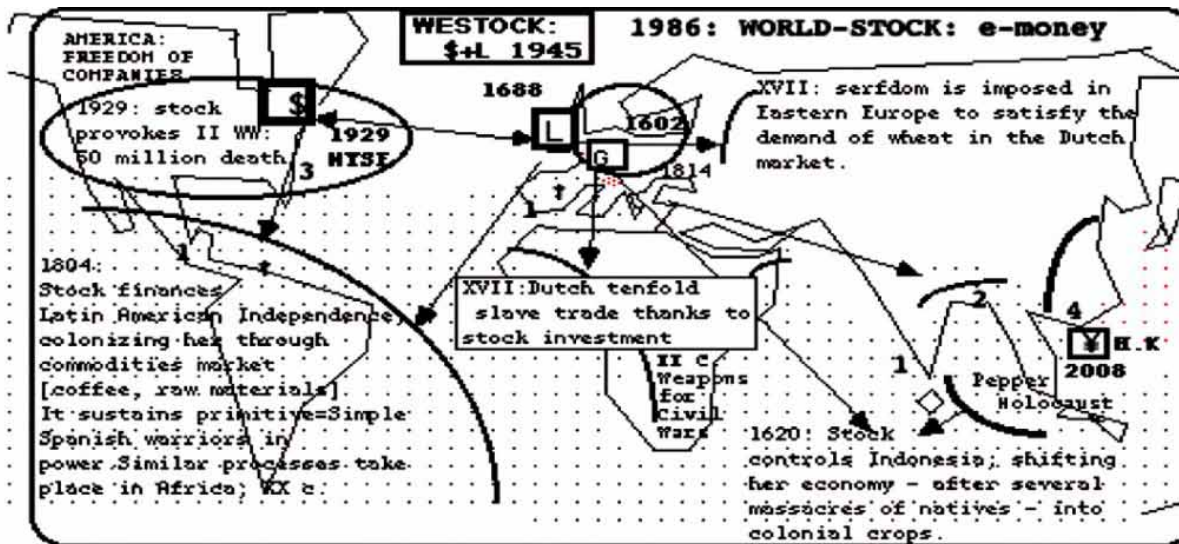 WESTOCK:
$+L 1945
1986: WORLD-STOCK: e-money
AMERICA:
FREEDOM OF
COMPANIES
1929: stock
provokes II WW:
50 million death
$
1929
NYSE
3
1688
L
1602
G
1814
1
XVII: serfdom is imposed in
Eastern Europe to satisfy the
demand of wheat in the Dutch
market.
1
1804:
Stock finances
Latin American Independence,
colonizing her through
commodities market
[coffee, raw materials]
It sustains primitive=Simple
Spanish warriors in
power.Similar processes take
place in Africa; XX c.
XVII:Dutch tenfold
slave trade thanks to
stock investment
II c
Weapons
for
Civil
Wars
2
4
¥ H.K
2008
1
Pepper
Holocaust
1620: Stock
controls Indonesia; shifting
her economy - after several
massacres of natives - into
colonial crops.